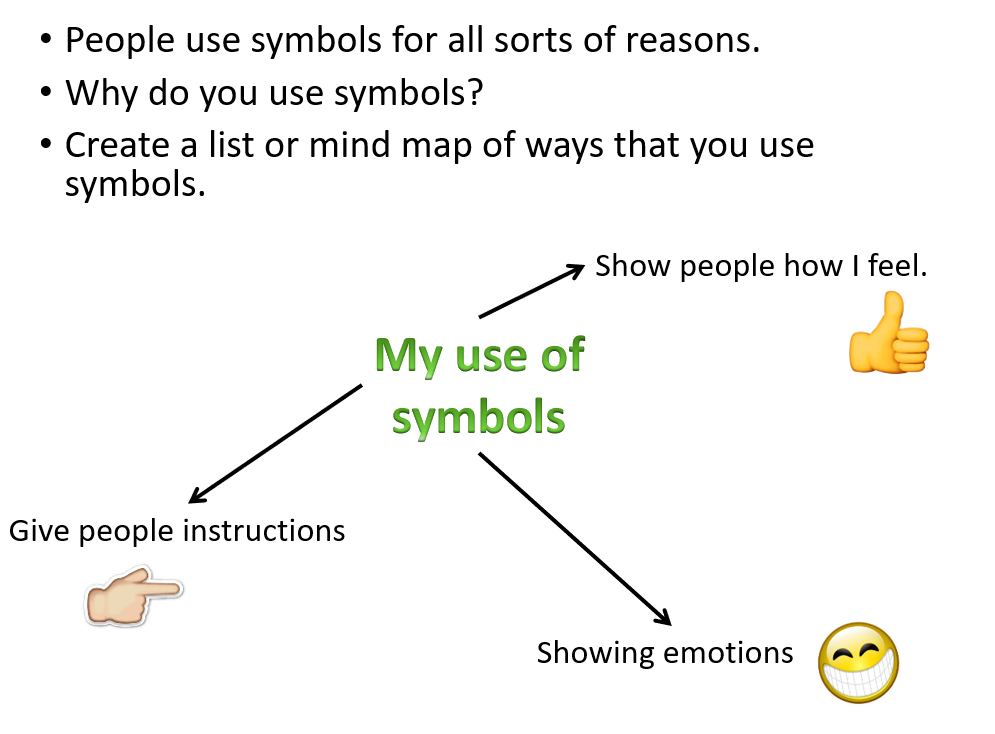 • People use symbols for all sorts of reasons.
• Why do you use symbols?
• Create a list or mind map of ways that you use
symbols.
Show people how I feel.
My use of
symbols
Give people instructions
Showing emotions